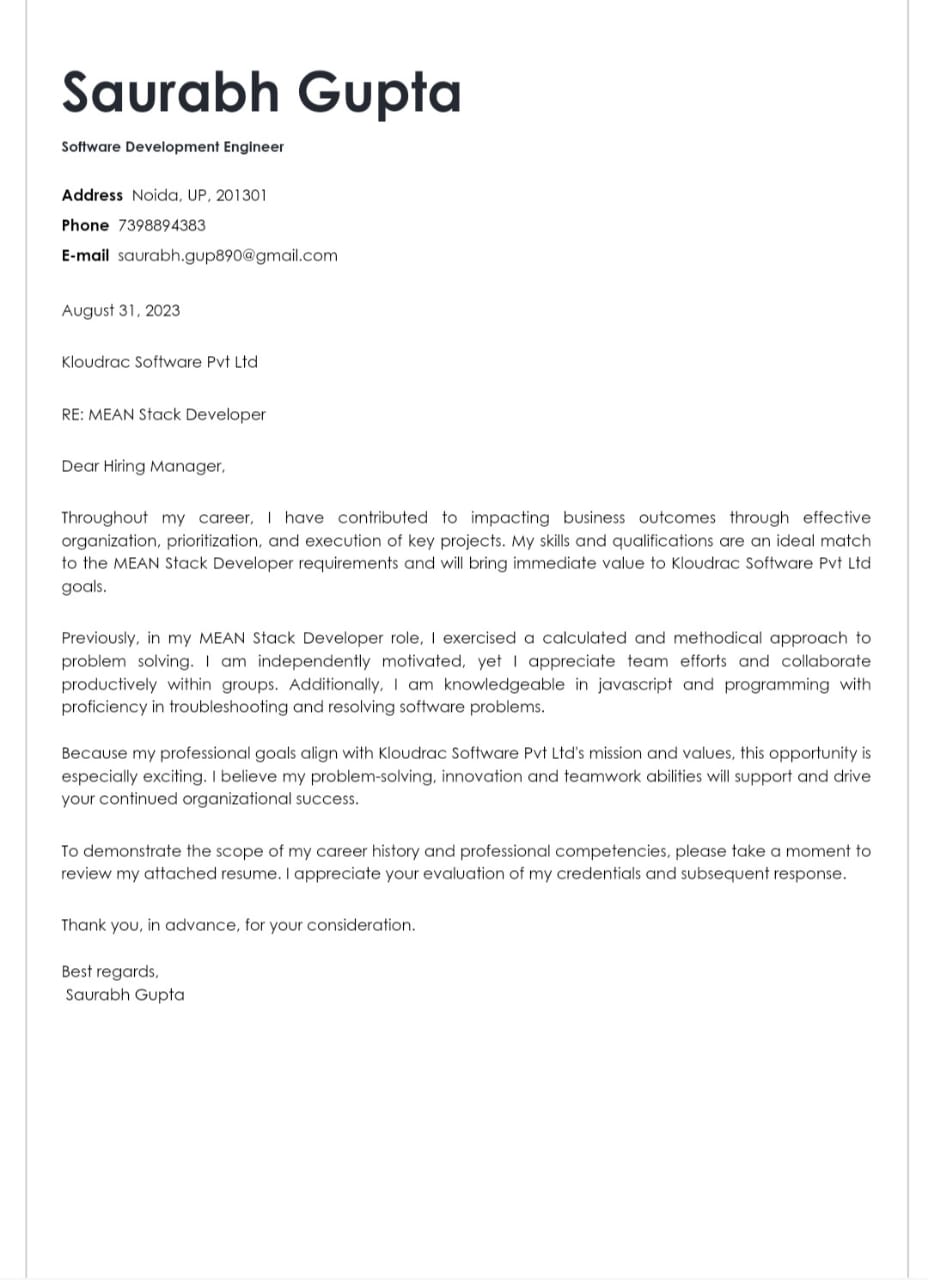 Saurabh Gupta
Software Development Engineer
Address Noida, UP, 201301
Phone 7398894383
E-mail saurabh.gup890@gmail.com
August 31, 2023
Kloudrac Software Pvt Ltd
RE: MEAN Stack Developer
Dear Hiring Manager,
Throughout my career, I have contributed to impacting business outcomes through effective
organization, prioritization, and execution of key projects. My skills and qualifications are an ideal match
to the MEAN Stack Developer requirements and will bring immediate value to Kloudrac Software Pvt Ltd
goals.
Previously, in my MEAN Stack Developer role, I exercised a calculated and methodical approach to
problem solving. I am independently motivated, yet I appreciate team efforts and collaborate
productively within groups. Additionally, I am knowledgeable in javascript and programming with
proficiency in troubleshooting and resolving software problems.
Because my professional goals align with Kloudrac Software Pvt Ltd's mission and values, this opportunity is
especially exciting. I believe my problem-solving, innovation and teamwork abilities will support and drive
your continued organizational success.
To demonstrate the scope of my career history and professional competencies, please take a moment to
review my attached resume. I appreciate your evaluation of my credentials and subsequent response.
Thank you, in advance, for your consideration.
Best regards,
Saurabh Gupta